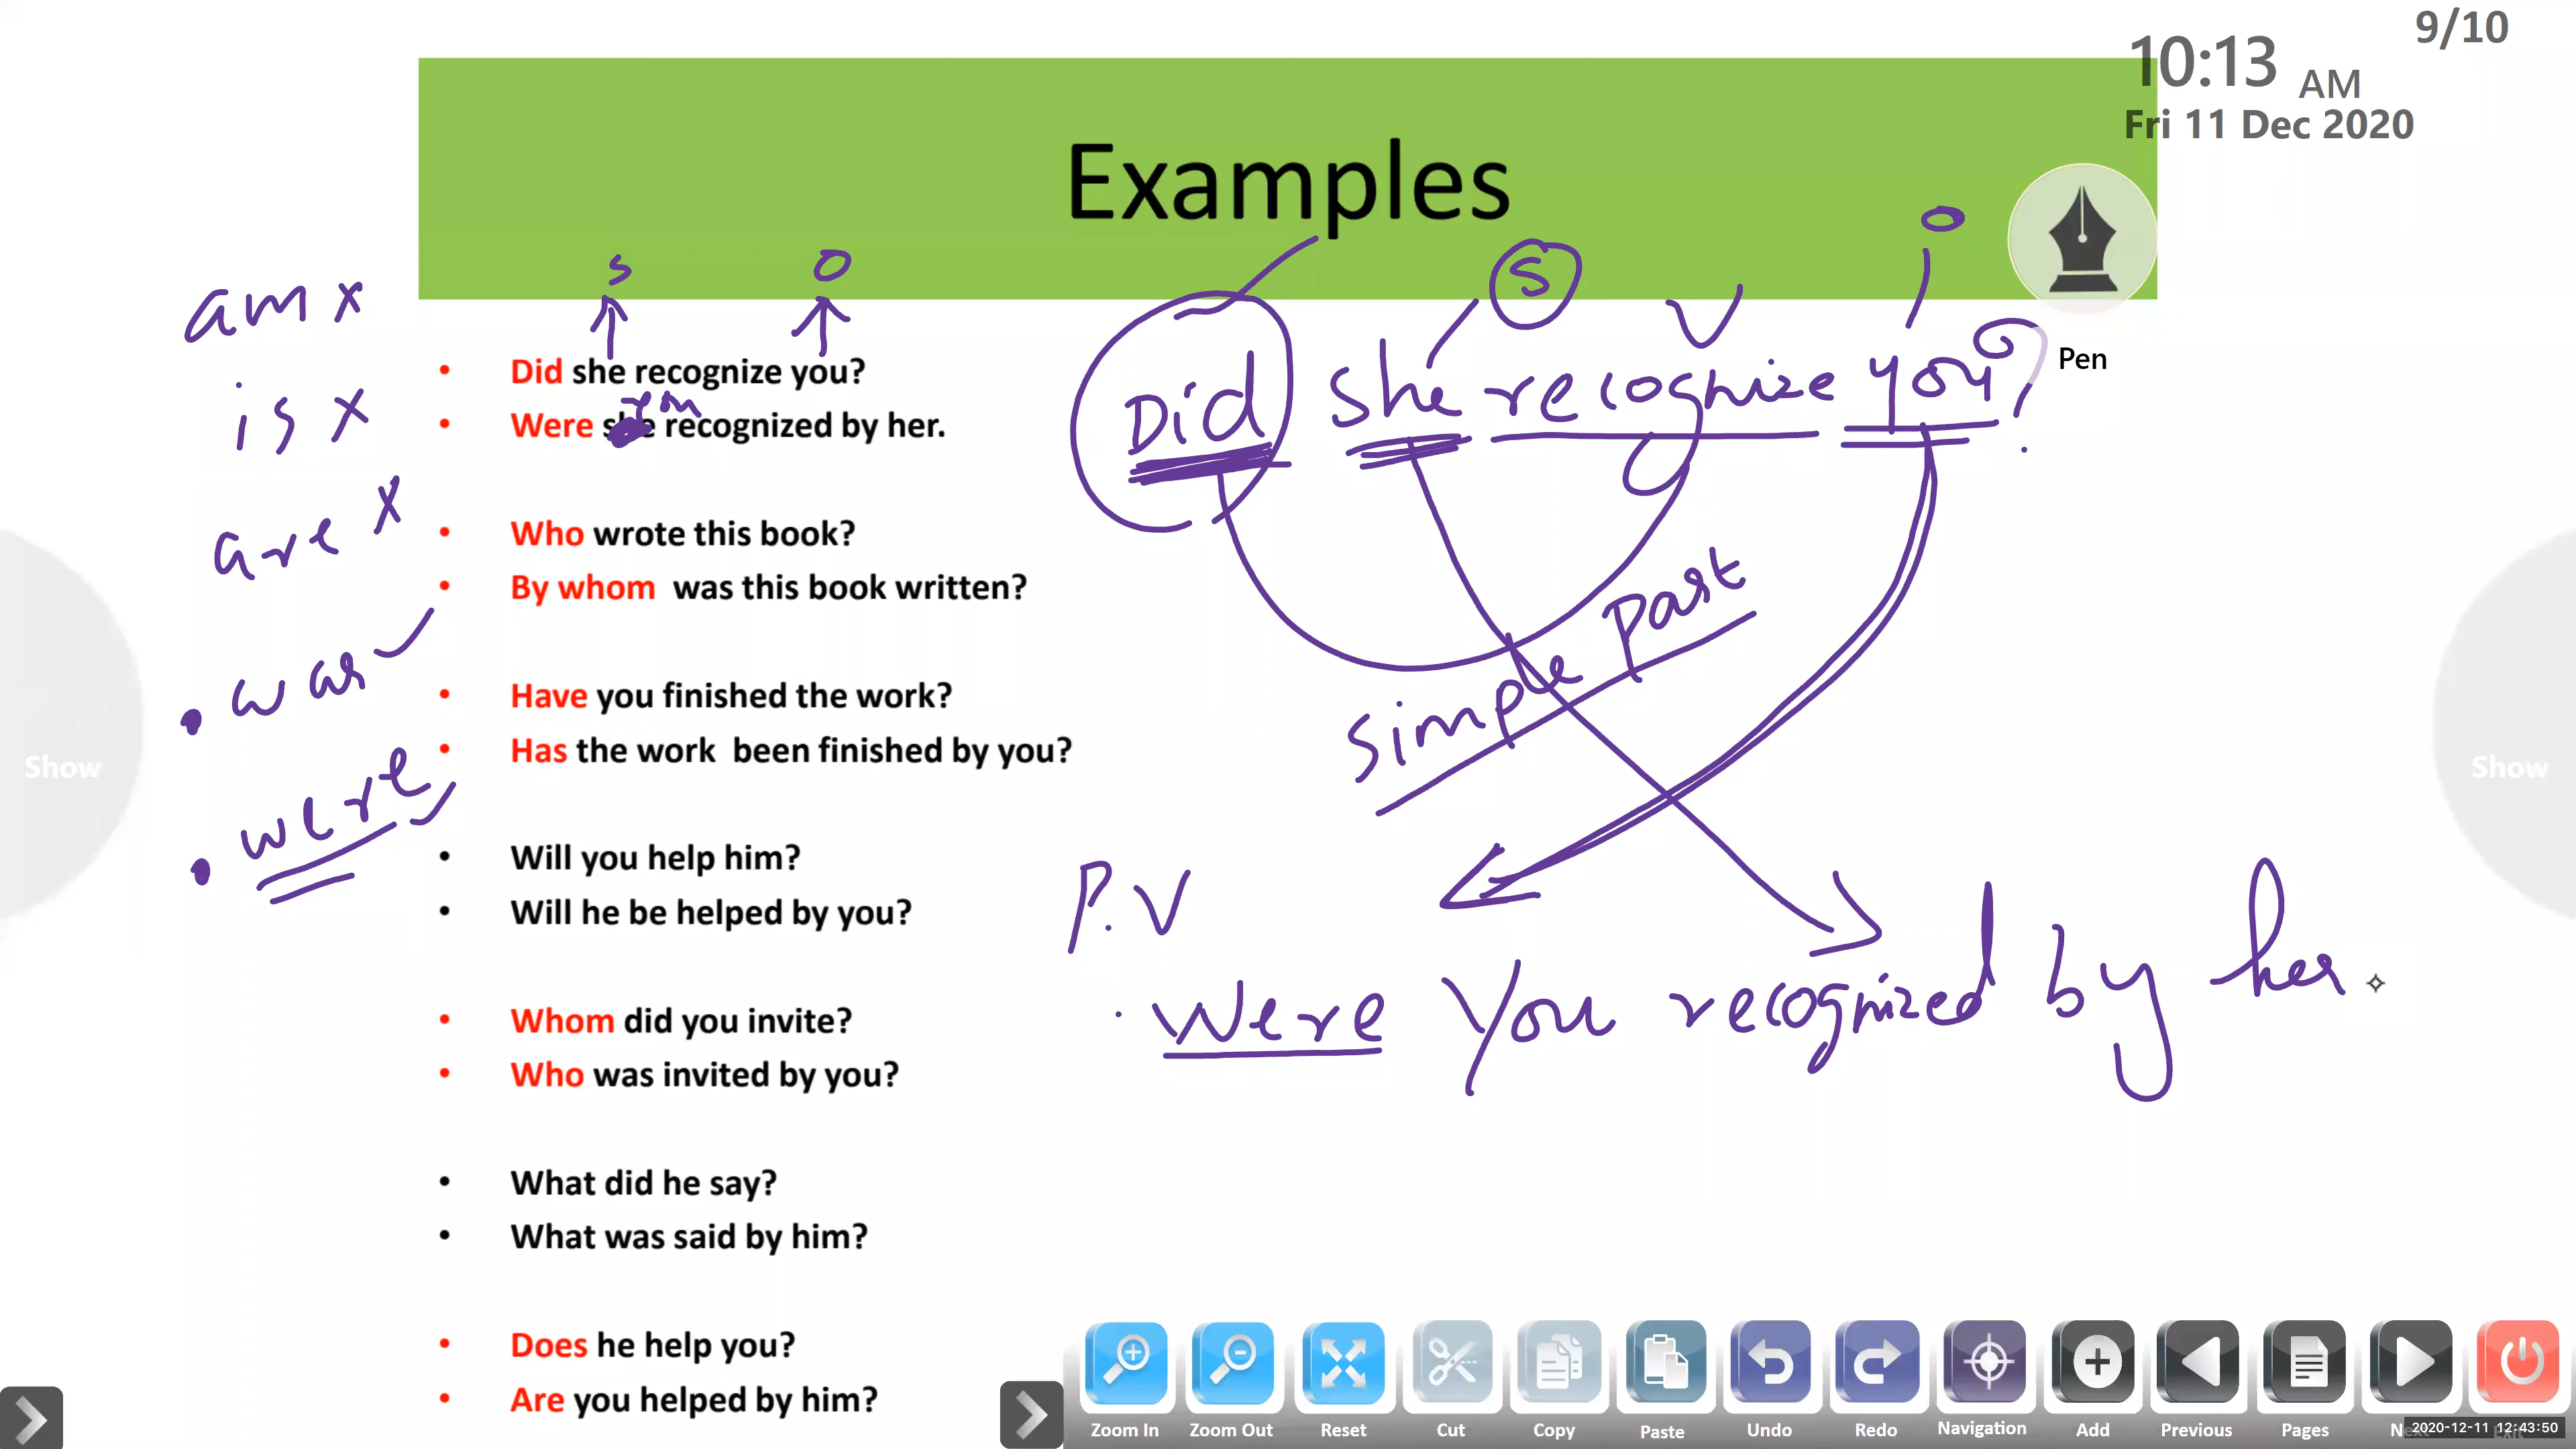 9/10
10:13 AM
Fri 11 Dec 2020
Examples
Pen
S
O
S
V
O
am x
is x
are x
• was ✓
• were
• Did she recognize you?
you
• Were she recognized by her.
• Who wrote this book?
• By whom was this book written?
• Have you finished the work?
• Has the work been finished by you?
• Will you help him?
• Will he be helped by you?
• Whom did you invite?
• Who was invited by you?
• What did he say?
• What was said by him?
• Does he help you?
• Are you helped by him?
Did she recognize you?
Simple Past
P.V
Were You recognized by her.
Show
Show
Zoom In Zoom Out Reset Cut Copy Paste Undo Redo Navigation Add Previous Pages
2020-12-11 12:43:50